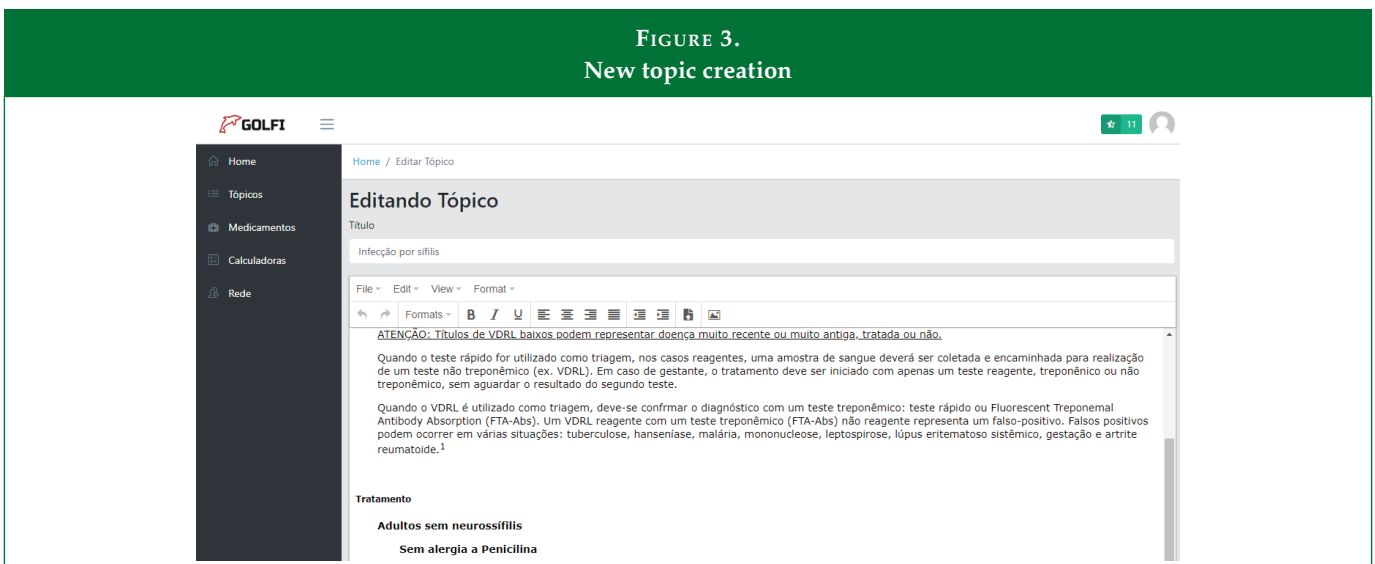 FIGURE 3.
New topic creation
GOLFI
11
Home
Tópicos
Medicamentos
Calculadoras
Rede
Home / Editar Tópico
Editando Tópico
Título
Infecção por sífilis
File Edit View Format
Formats B I U
ATENÇÃO: Títulos de VDRL baixos podem representar doença muito recente ou muito antiga, tratada ou não.
Quando o teste rápido for utilizado como triagem, nos casos reagentes, uma amostra de sangue deverá ser coletada e encaminhada para realização
de um teste não treponêmico (ex. VDRL). Em caso de gestante, o tratamento deve ser iniciado com apenas um teste reagente, treponênico ou não
treponêmico, sem aguardar o resultado do segundo teste.
Quando o VDRL é utilizado como triagem, deve-se confrmar o diagnóstico com um teste treponêmico: teste rápido ou Fluorescent Treponemal
Antibody Absorption (FTA-Abs). Um VDRL reagente com um teste treponêmico (FTA-Abs) não reagente representa um falso-positivo. Falsos positivos
podem ocorrer em várias situações: tuberculose, hanseníase, malária, mononucleose, leptospirose, lúpus eritematoso sistêmico, gestação e artrite
reumatoide.1
Tratamento
Adultos sem neurossífilis
Sem alergia a Penicilina